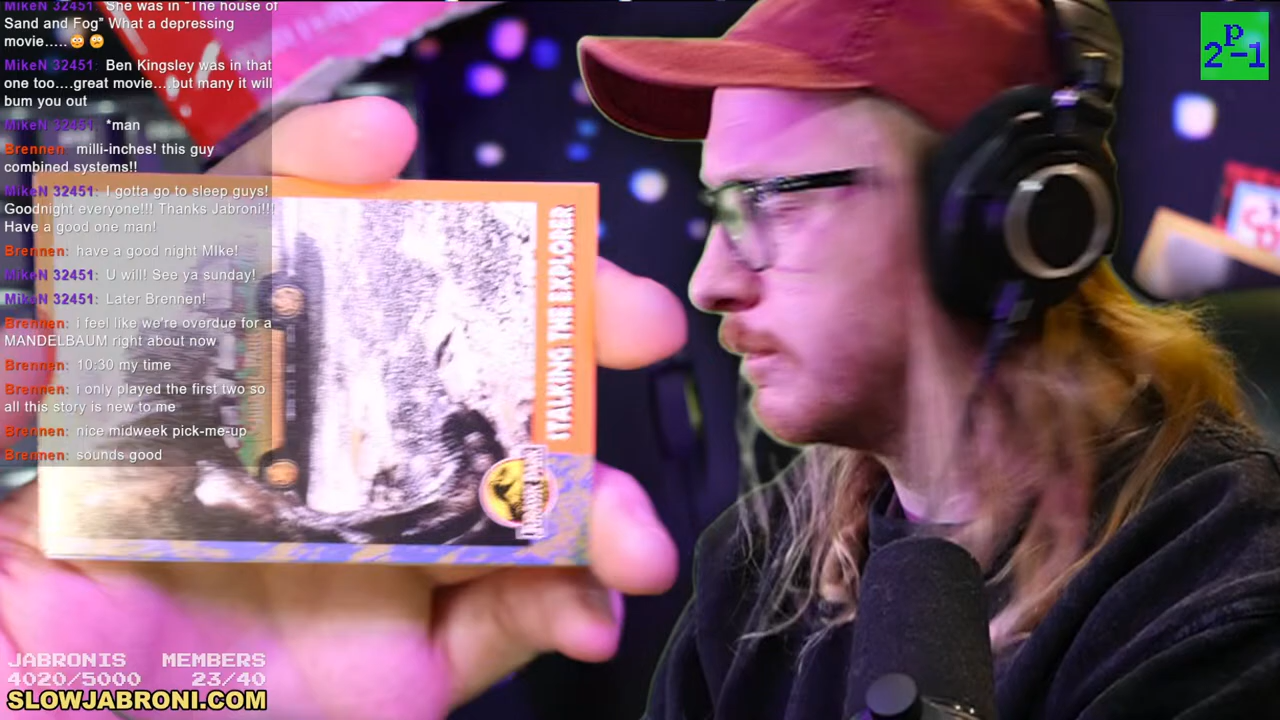 MikeN 32451: She was in "The house of
Sand and Fog" What a depressing
movie.....😳🙁
MikeN 32451: Ben Kingsley was in that
one too....great movie....but many it will
bum you out
MikeN 32451: *man
Brennen: milli-inches! this guy
combined systems!!
MikeN 32451: I gotta go to sleep guys!
Goodnight everyone!!! Thanks Jabroni!!!
Have a good one man!
Brennen: have a good night MIke!
MikeN 32451: U will! See ya sunday!
MikeN 32451: Later Brennen!
Brennen: i feel like we're overdue for a
MANDELBAUM right about now
Brennen: 10:30 my time
Brennen: i only played the first two so
all this story is new to me
Brennen: nice midweek pick-me-up
Brennen: sounds good
STALKING THE EXPLORER
JURASSIC PARK
2ᵖ-1
JABRONIS MEMBERS
4020/5000 23/40
SLOWJABRONI.COM